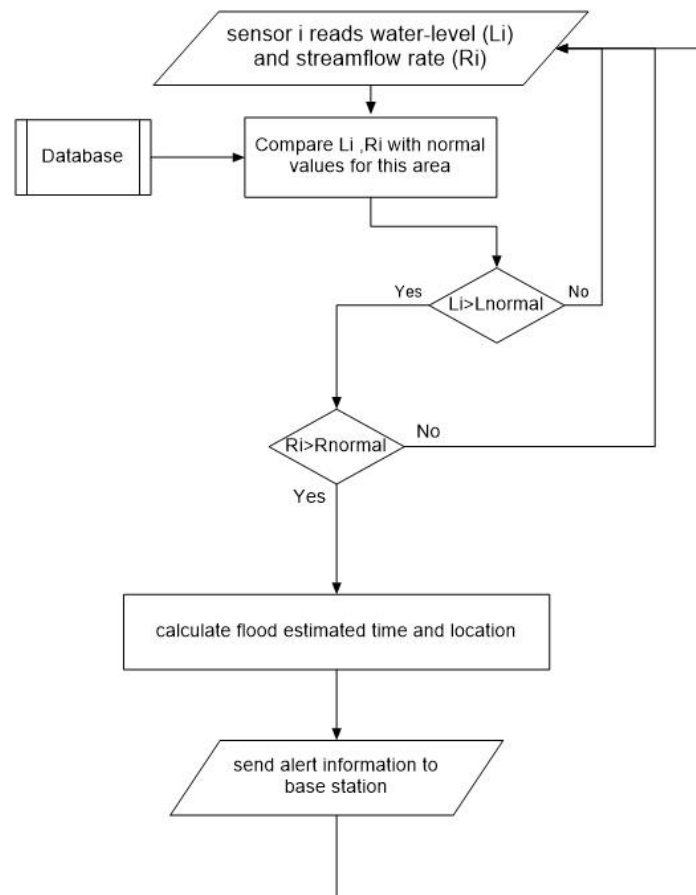 sensor i reads water-level (Li)
and streamflow rate (Ri)
Database
Compare Li ,Ri with normal
values for this area
Yes
Li>Lnormal
No
Ri>Rnormal
No
Yes
calculate flood estimated time and location
send alert information to
base station